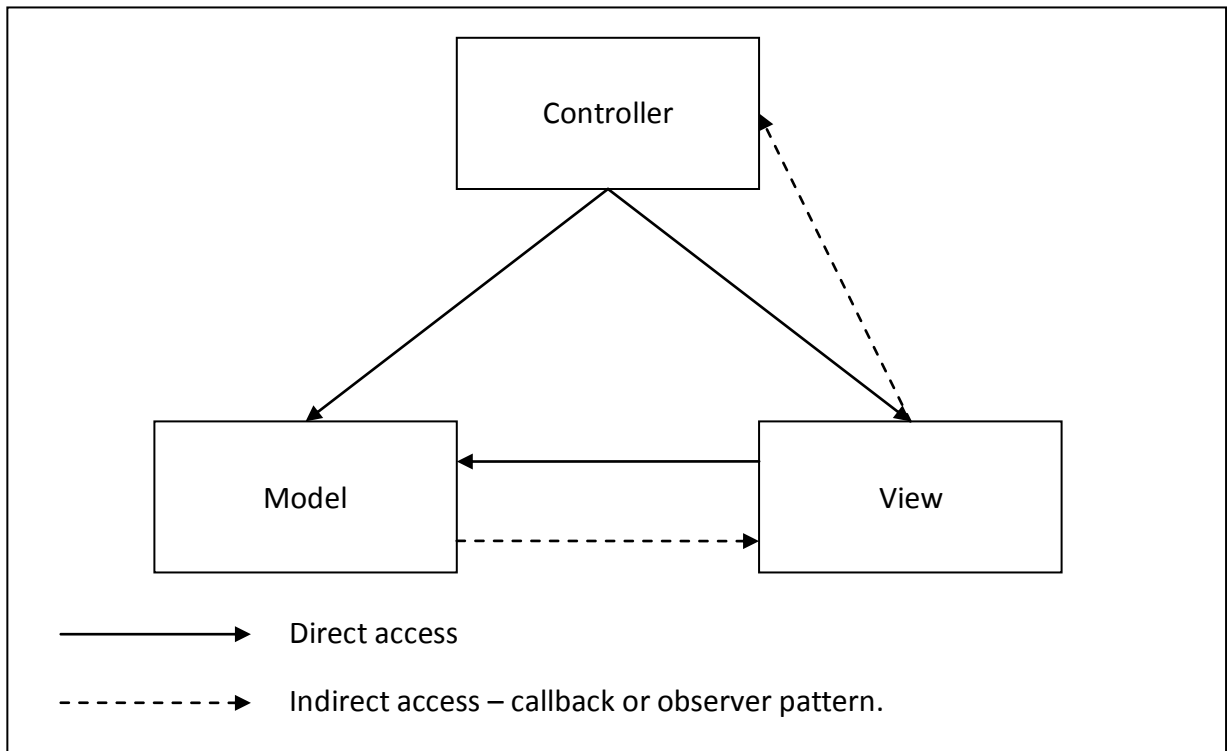 Controller
Model
View
Direct access
Indirect access – callback or observer pattern.